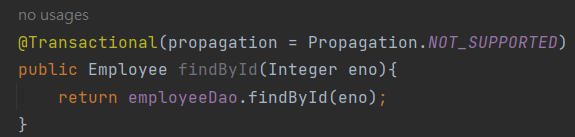 no usages
@Transactional(propagation = Propagation.NOT_SUPPORTED)
public Employee findById(Integer eno){
    return employeeDao.findById(eno);
}